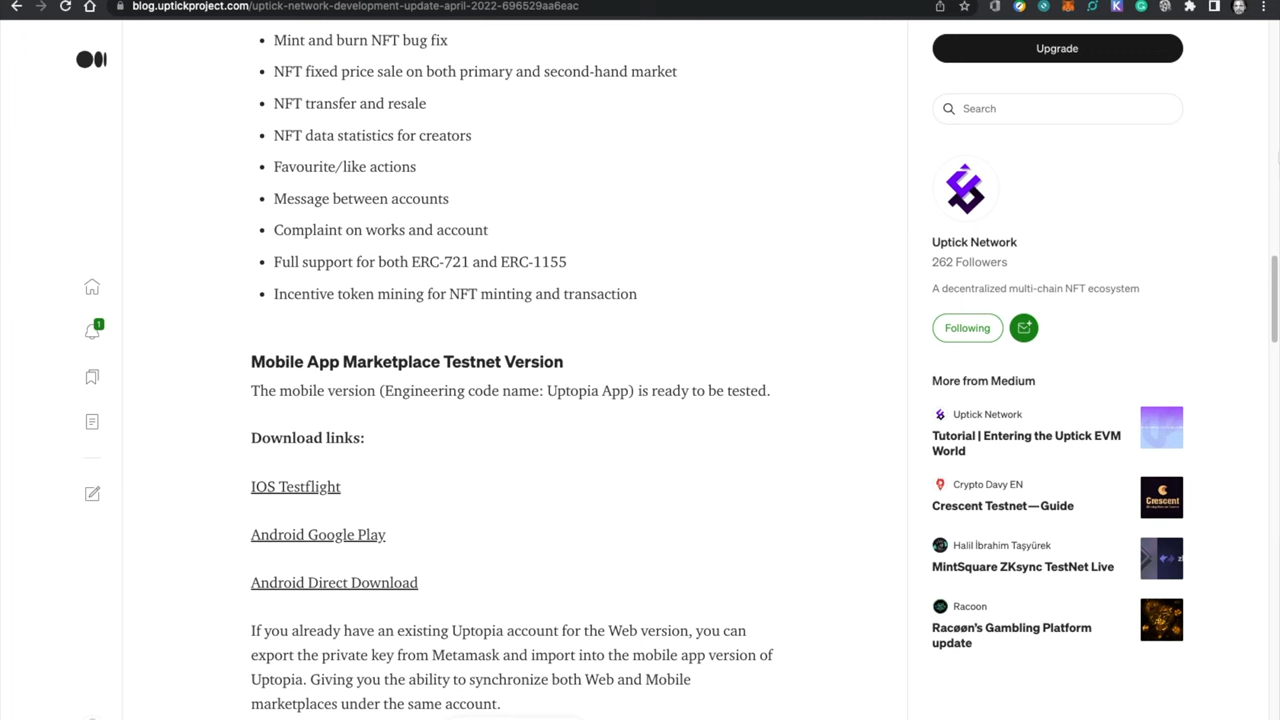 blog.uptickproject.com/uptick-network-development-update-april-2022-696529aa6eac
Mint and burn NFT bug fix
NFT fixed price sale on both primary and second-hand market
NFT transfer and resale
NFT data statistics for creators
Favourite/like actions
Message between accounts
Complaint on works and account
Full support for both ERC-721 and ERC-1155
Incentive token mining for NFT minting and transaction
Mobile App Marketplace Testnet Version
The mobile version (Engineering code name: Uptopia App) is ready to be tested.
Download links:
IOS Testflight
Android Google Play
Android Direct Download
If you already have an existing Uptopia account for the Web version, you can
export the private key from Metamask and import into the mobile app version of
Uptopia. Giving you the ability to synchronize both Web and Mobile
marketplaces under the same account.
1
Upgrade
Search
Uptick Network
262 Followers
A decentralized multi-chain NFT ecosystem
Following
More from Medium
Uptick Network
Tutorial | Entering the Uptick EVM
World
Crypto Davy EN
Crescent Testnet—Guide
Crescent
Halil İbrahim Taşyürek
MintSquare ZKsync TestNet Live
Racoon
Racøøn's Gambling Platform
update